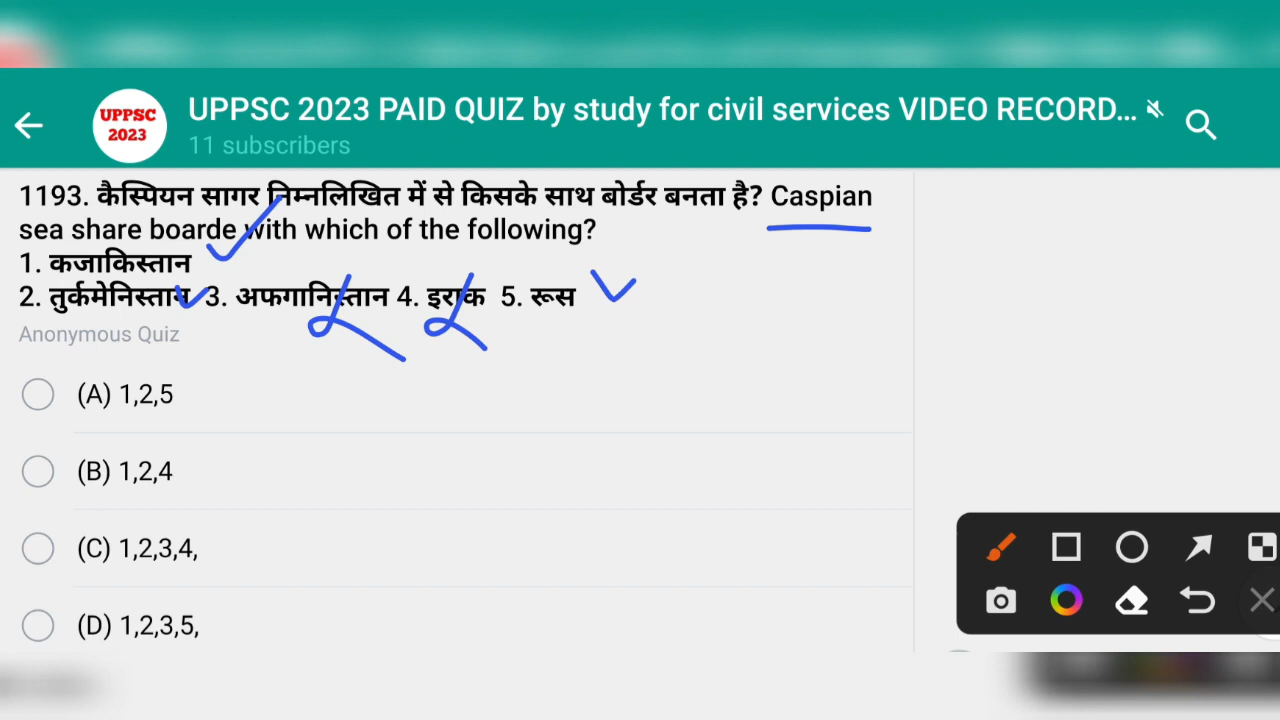 UPPSC
2023
UPPSC 2023 PAID QUIZ by study for civil services VIDEO RECORD...
11 subscribers
1193. कैस्पियन सागर निम्नलिखित में से किसके साथ बोर्डर बनता है? Caspian
sea share boarde with which of the following?
1. कजाकिस्तान
2. तुर्कमेनिस्तान 3. अफगानिस्तान 4. इराक 5. रूस
Anonymous Quiz
(A) 1,2,5
(B) 1,2,4
(C) 1,2,3,4,
(D) 1,2,3,5,